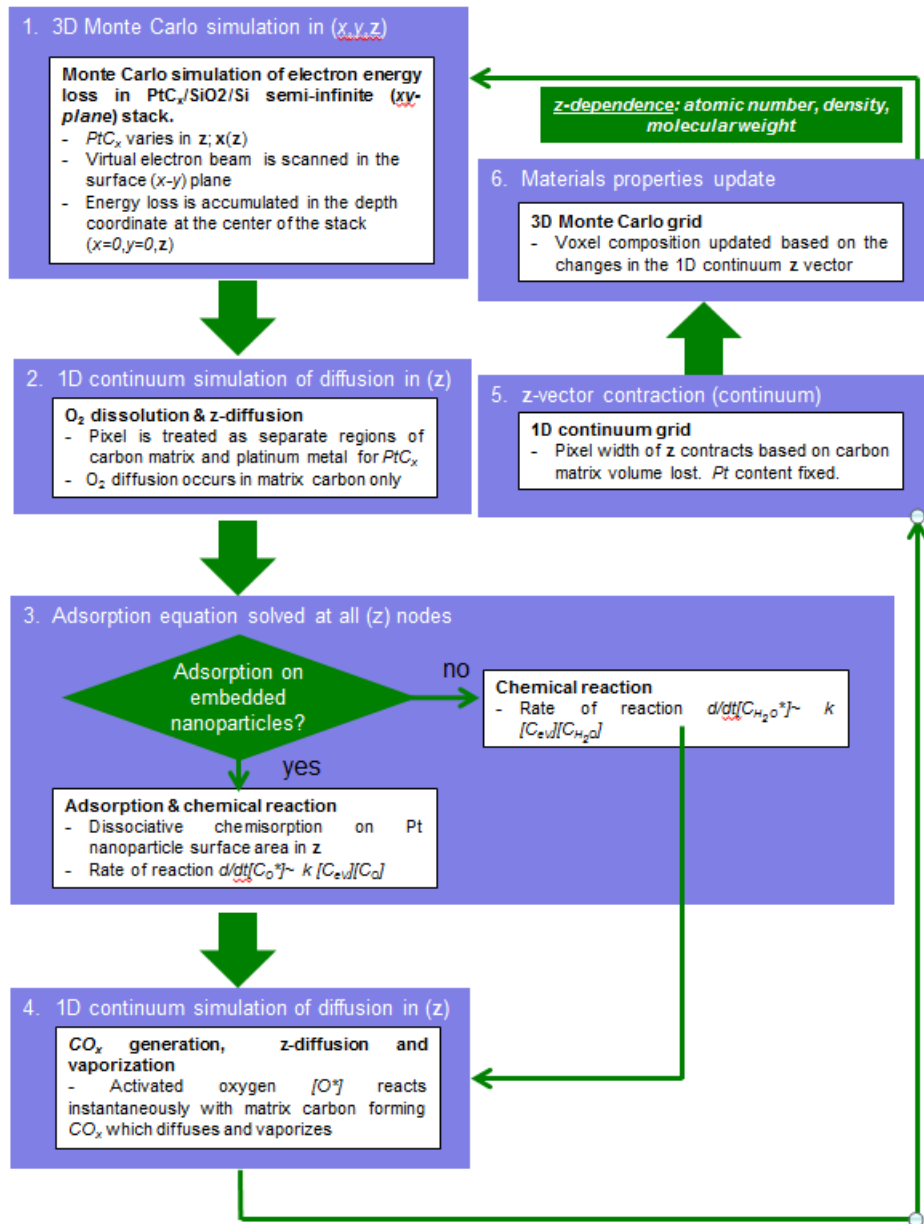 1. 3D Monte Carlo simulation in (x,y,z)
Monte Carlo simulation of electron energy
loss in PtCₓ/SiO2/Si semi-infinite (xy-
plane) stack.
- PtCₓ varies in z; x(z)
- Virtual electron beam is scanned in the
surface (x-y) plane
- Energy loss is accumulated in the depth
coordinate at the center of the stack
(x=0,y=0,z)
z-dependence: atomic number, density,
molecular weight
6. Materials properties update
3D Monte Carlo grid
- Voxel composition updated based on the
changes in the 1D continuum z vector
2. 1D continuum simulation of diffusion in (z)
O₂ dissolution & z-diffusion
- Pixel is treated as separate regions of
carbon matrix and platinum metal for PtCₓ
- O₂ diffusion occurs in matrix carbon only
5. z-vector contraction (continuum)
1D continuum grid
- Pixel width of z contracts based on carbon
matrix volume lost. Pt content fixed.
3. Adsorption equation solved at all (z) nodes
Adsorption on
embedded
nanoparticles?
no
yes
Chemical reaction
- Rate of reaction d/dt[C_H₂O*]~ k
[Cₑᵥ][C_H₂O]
Adsorption & chemical reaction
- Dissociative chemisorption on Pt
nanoparticle surface area in z
- Rate of reaction d/dt[C_O*]~ k [Cₑᵥ][C_O]
4. 1D continuum simulation of diffusion in (z)
COₓ generation, z-diffusion and
vaporization
- Activated oxygen [O*] reacts
instantaneously with matrix carbon forming
COₓ which diffuses and vaporizes